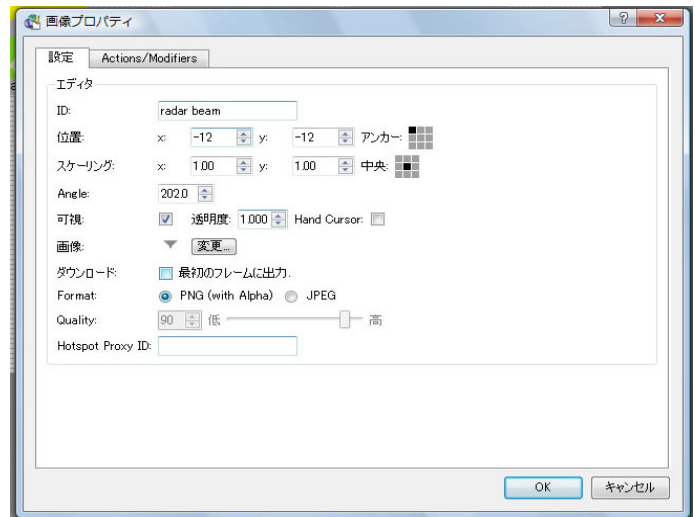 画像プロパティ
設定 Actions/Modifiers
エディタ
ID: radar beam
位置: x: -12 y: -12 アンカー:
スケーリング: x: 1.00 y: 1.00 中央:
Angle: 202.0
可視: 透明度: 1.000 Hand Cursor:
画像: 変更...
ダウンロード: 最初のフレームに出力.
Format: PNG (with Alpha) JPEG
Quality: 90 低 高
Hotspot Proxy ID:
OK キャンセル